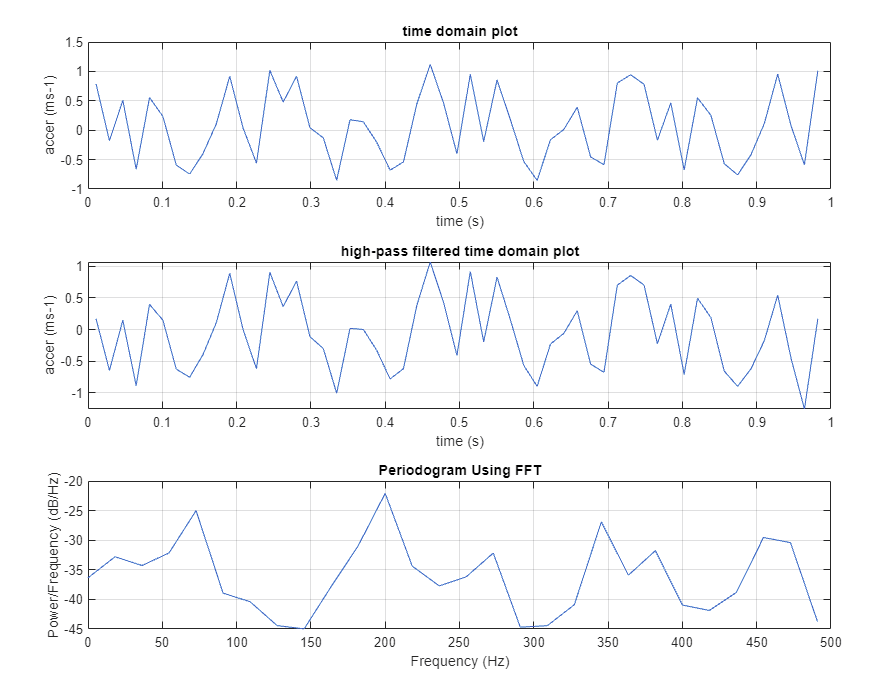 time domain plot
accer (ms-1)
1.5
1
0.5
0
-0.5
-1
0 0.1 0.2 0.3 0.4 0.5 0.6 0.7 0.8 0.9 1
time (s)
high-pass filtered time domain plot
accer (ms-1)
1
0.5
0
-0.5
-1
0 0.1 0.2 0.3 0.4 0.5 0.6 0.7 0.8 0.9 1
time (s)
Periodogram Using FFT
Power/Frequency (dB/Hz)
-20
-25
-30
-35
-40
-45
0 50 100 150 200 250 300 350 400 450 500
Frequency (Hz)